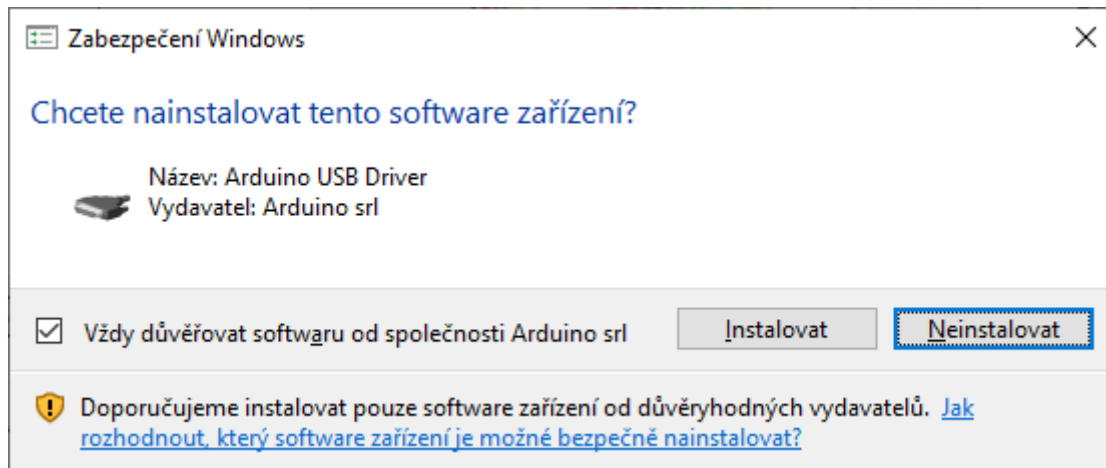 Zabezpečení Windows
Chcete nainstalovat tento software zařízení?
Název: Arduino USB Driver
Vydavatel: Arduino srl
Vždy důvěřovat softwaru od společnosti Arduino srl
Instalovat
Neinstalovat
Doporučujeme instalovat pouze software zařízení od důvěryhodných vydavatelů. Jak
rozhodnout, který software zařízení je možné bezpečně nainstalovat?